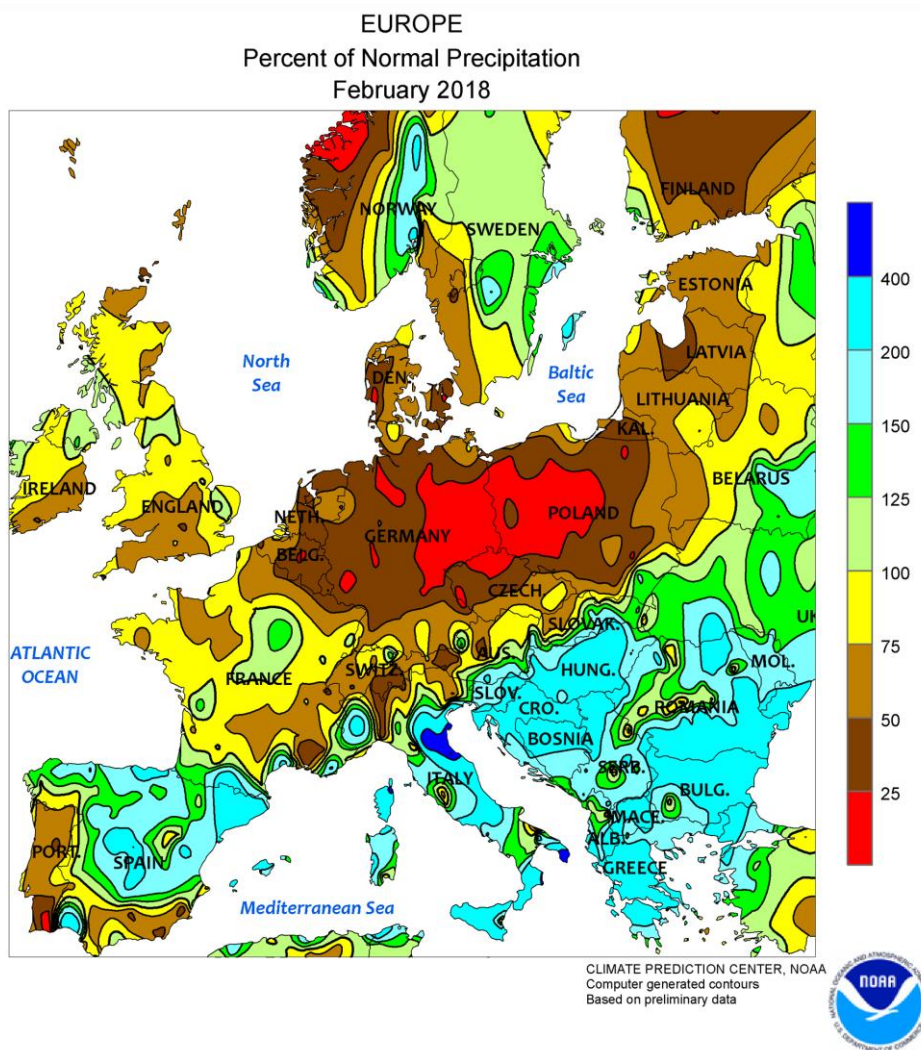 EUROPE
Percent of Normal Precipitation
February 2018
FINLAND
NORWAY
SWEDEN
ESTONIA
North
Sea
Baltic
Sea
LATVIA
DEN.
LITHUANIA
KAL.
BELARUS
IRELAND
ENGLAND
NETH.
GERMANY
POLAND
BELG.
CZECH
UK
SLOVAK.
ATLANTIC
OCEAN
FRANCE
SWITZ.
AUS.
HUNG.
MOL.
SLOV.
CRO.
ROMANIA
BOSNIA
SERB.
ITALY
BULG.
MACE.
ALB.
PORT.
SPAIN
GREECE
Mediterranean Sea
400
200
150
125
100
75
50
25
CLIMATE PREDICTION CENTER, NOAA
Computer generated contours
Based on preliminary data
NOAA